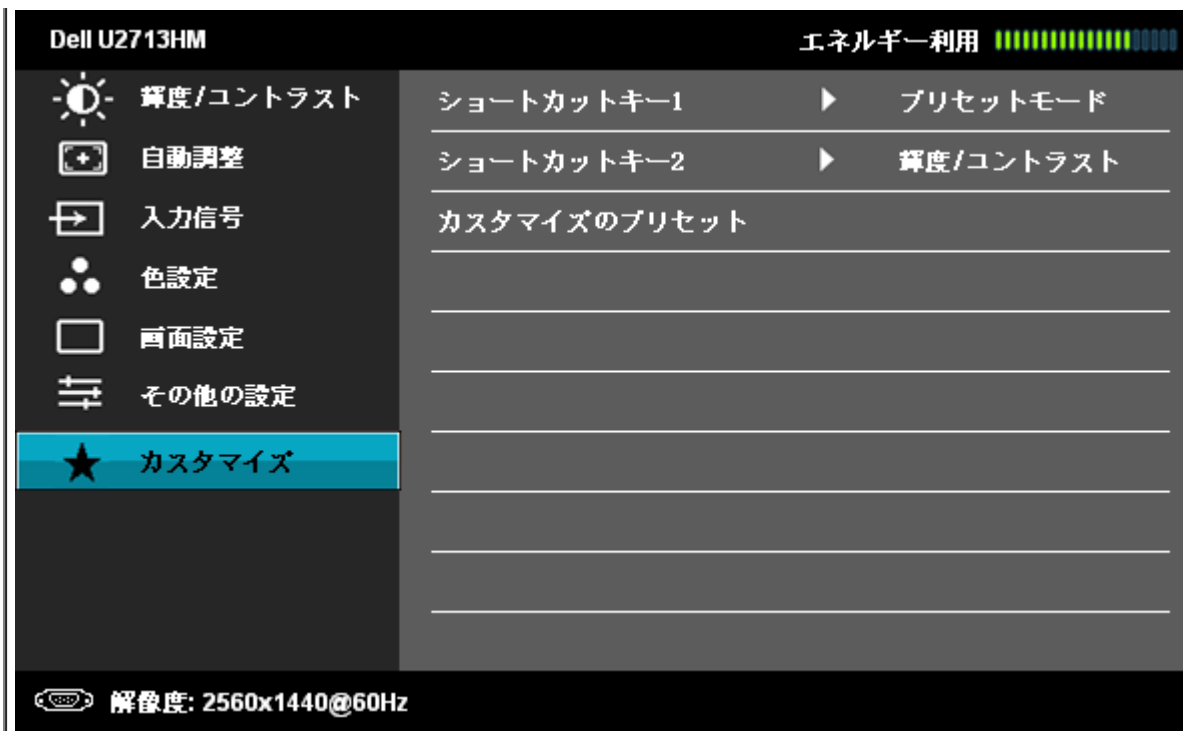 Dell U2713HM
エネルギー利用
輝度/コントラスト
自動調整
入力信号
色設定
画面設定
その他の設定
カスタマイズ
ショートカットキー1 プリセットモード
ショートカットキー2 輝度/コントラスト
カスタマイズのプリセット
解像度: 2560x1440@60Hz